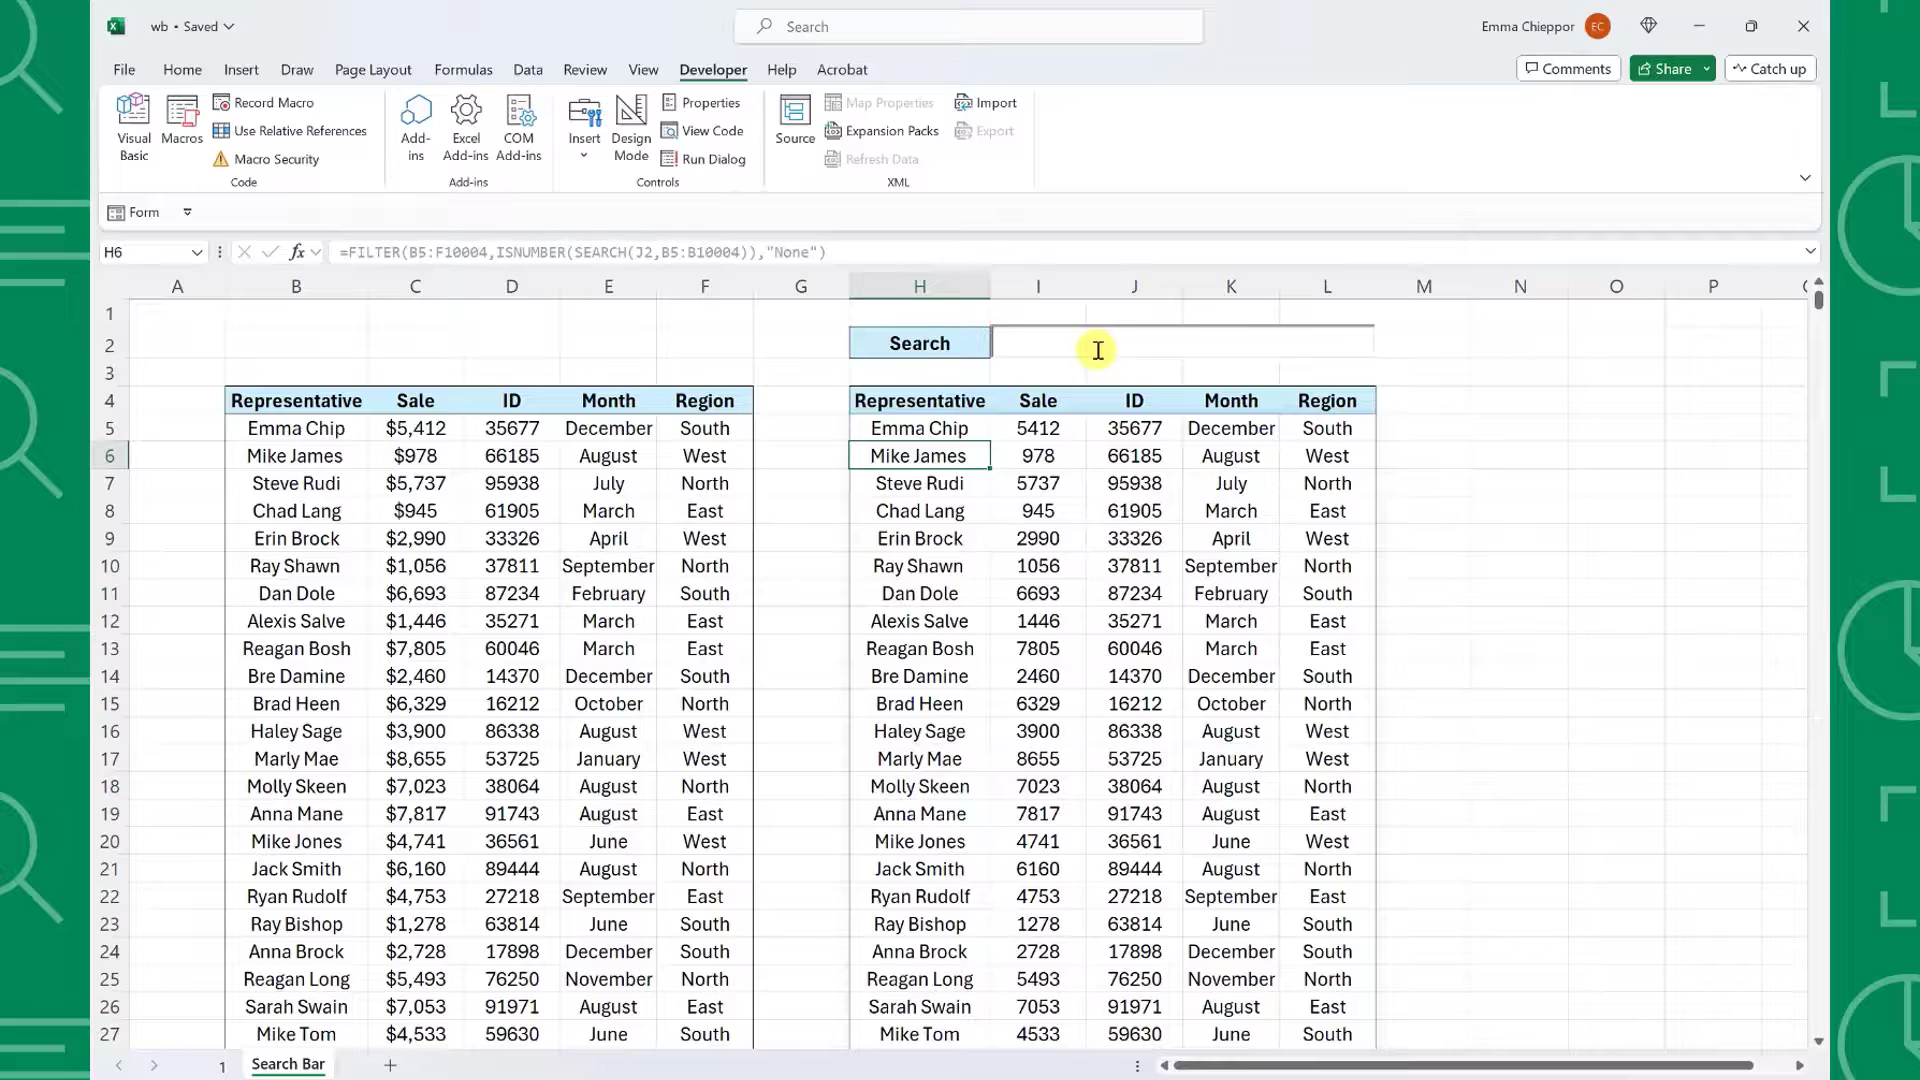 wb • Saved
Search
Emma Chieppor EC
File Home Insert Draw Page Layout Formulas Data Review View Developer Help Acrobat
Comments Share Catch up
Visual Basic
Macros
Record Macro
Use Relative References
Macro Security
Code
Add-ins
Excel Add-ins
COM Add-ins
Add-ins
Insert
Design Mode
Properties
View Code
Run Dialog
Controls
Source
Map Properties
Expansion Packs
Refresh Data
Import
Export
XML
Form
H6 fx =FILTER(B5:F10004,ISNUMBER(SEARCH(J2,B5:B10004)),"None")
A B C D E F G H I J K L M N O P
1
2 Search
3
4 Representative Sale ID Month Region Representative Sale ID Month Region
5 Emma Chip $5,412 35677 December South Emma Chip 5412 35677 December South
6 Mike James $978 66185 August West Mike James 978 66185 August West
7 Steve Rudi $5,737 95938 July North Steve Rudi 5737 95938 July North
8 Chad Lang $945 61905 March East Chad Lang 945 61905 March East
9 Erin Brock $2,990 33326 April West Erin Brock 2990 33326 April West
10 Ray Shawn $1,056 37811 September North Ray Shawn 1056 37811 September North
11 Dan Dole $6,693 87234 February South Dan Dole 6693 87234 February South
12 Alexis Salve $1,446 35271 March East Alexis Salve 1446 35271 March East
13 Reagan Bosh $7,805 60046 March East Reagan Bosh 7805 60046 March East
14 Bre Damine $2,460 14370 December South Bre Damine 2460 14370 December South
15 Brad Heen $6,329 16212 October North Brad Heen 6329 16212 October North
16 Haley Sage $3,900 86338 August West Haley Sage 3900 86338 August West
17 Marly Mae $8,655 53725 January West Marly Mae 8655 53725 January West
18 Molly Skeen $7,023 38064 August North Molly Skeen 7023 38064 August North
19 Anna Mane $7,817 91743 August East Anna Mane 7817 91743 August East
20 Mike Jones $4,741 36561 June West Mike Jones 4741 36561 June West
21 Jack Smith $6,160 89444 August North Jack Smith 6160 89444 August North
22 Ryan Rudolf $4,753 27218 September East Ryan Rudolf 4753 27218 September East
23 Ray Bishop $1,278 63814 June South Ray Bishop 1278 63814 June South
24 Anna Brock $2,728 17898 December South Anna Brock 2728 17898 December South
25 Reagan Long $5,493 76250 November North Reagan Long 5493 76250 November North
26 Sarah Swain $7,053 91971 August East Sarah Swain 7053 91971 August East
27 Mike Tom $4,533 59630 June South Mike Tom 4533 59630 June South
1 Search Bar